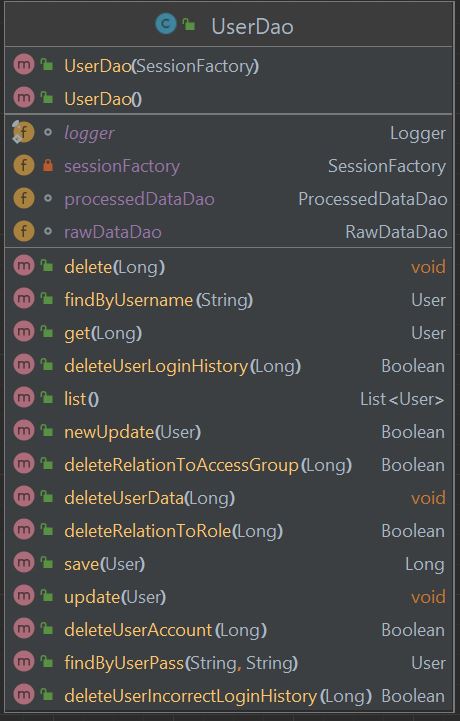 UserDao
UserDao(SessionFactory)
UserDao()
logger Logger
sessionFactory SessionFactory
processedDataDao ProcessedDataDao
rawDataDao RawDataDao
delete(Long) void
findByUsername(String) User
get(Long) User
deleteUserLoginHistory(Long) Boolean
list() List<User>
newUpdate(User) Boolean
deleteRelationToAccessGroup(Long) Boolean
deleteUserData(Long) void
deleteRelationToRole(Long) Boolean
save(User) Long
update(User) void
deleteUserAccount(Long) Boolean
findByUserPass(String, String) User
deleteUserIncorrectLoginHistory(Long) Boolean